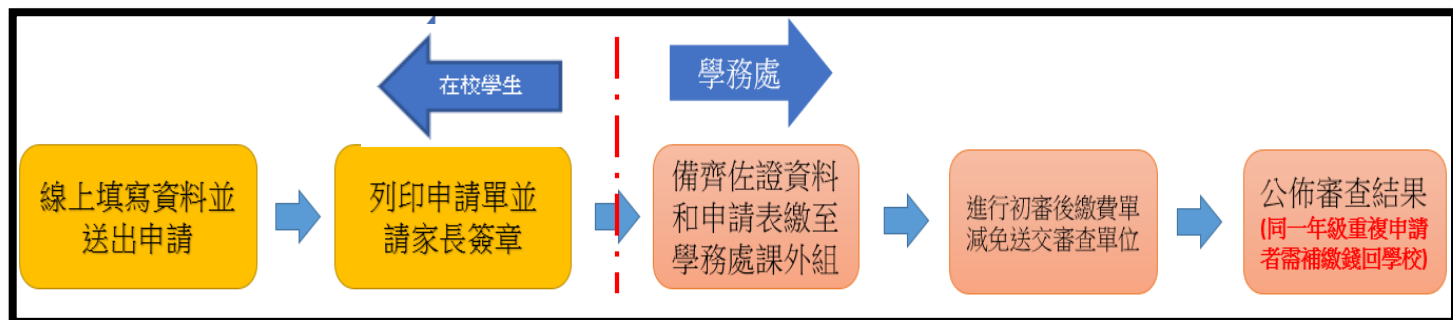 在校學生
學務處
線上填寫資料並
送出申請
列印申請單並
請家長簽章
備齊佐證資料
和申請表繳至
學務處課外組
進行初審後繳費單
減免送交審查單位
公佈審查結果
(同一年級重複申請
者需補繳錢回學校)